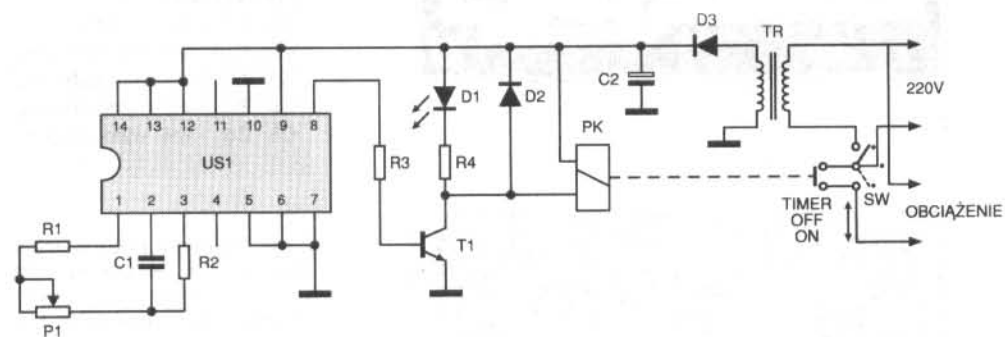 D3
TR
D1
D2
C2
220V
14 13 12 11 10 9 8
US1
R3
R4
PK
1 2 3 4 5 6 7
R1
C1
R2
T1
P1
TIMER
OFF
ON
SW
OBCIĄŻENIE